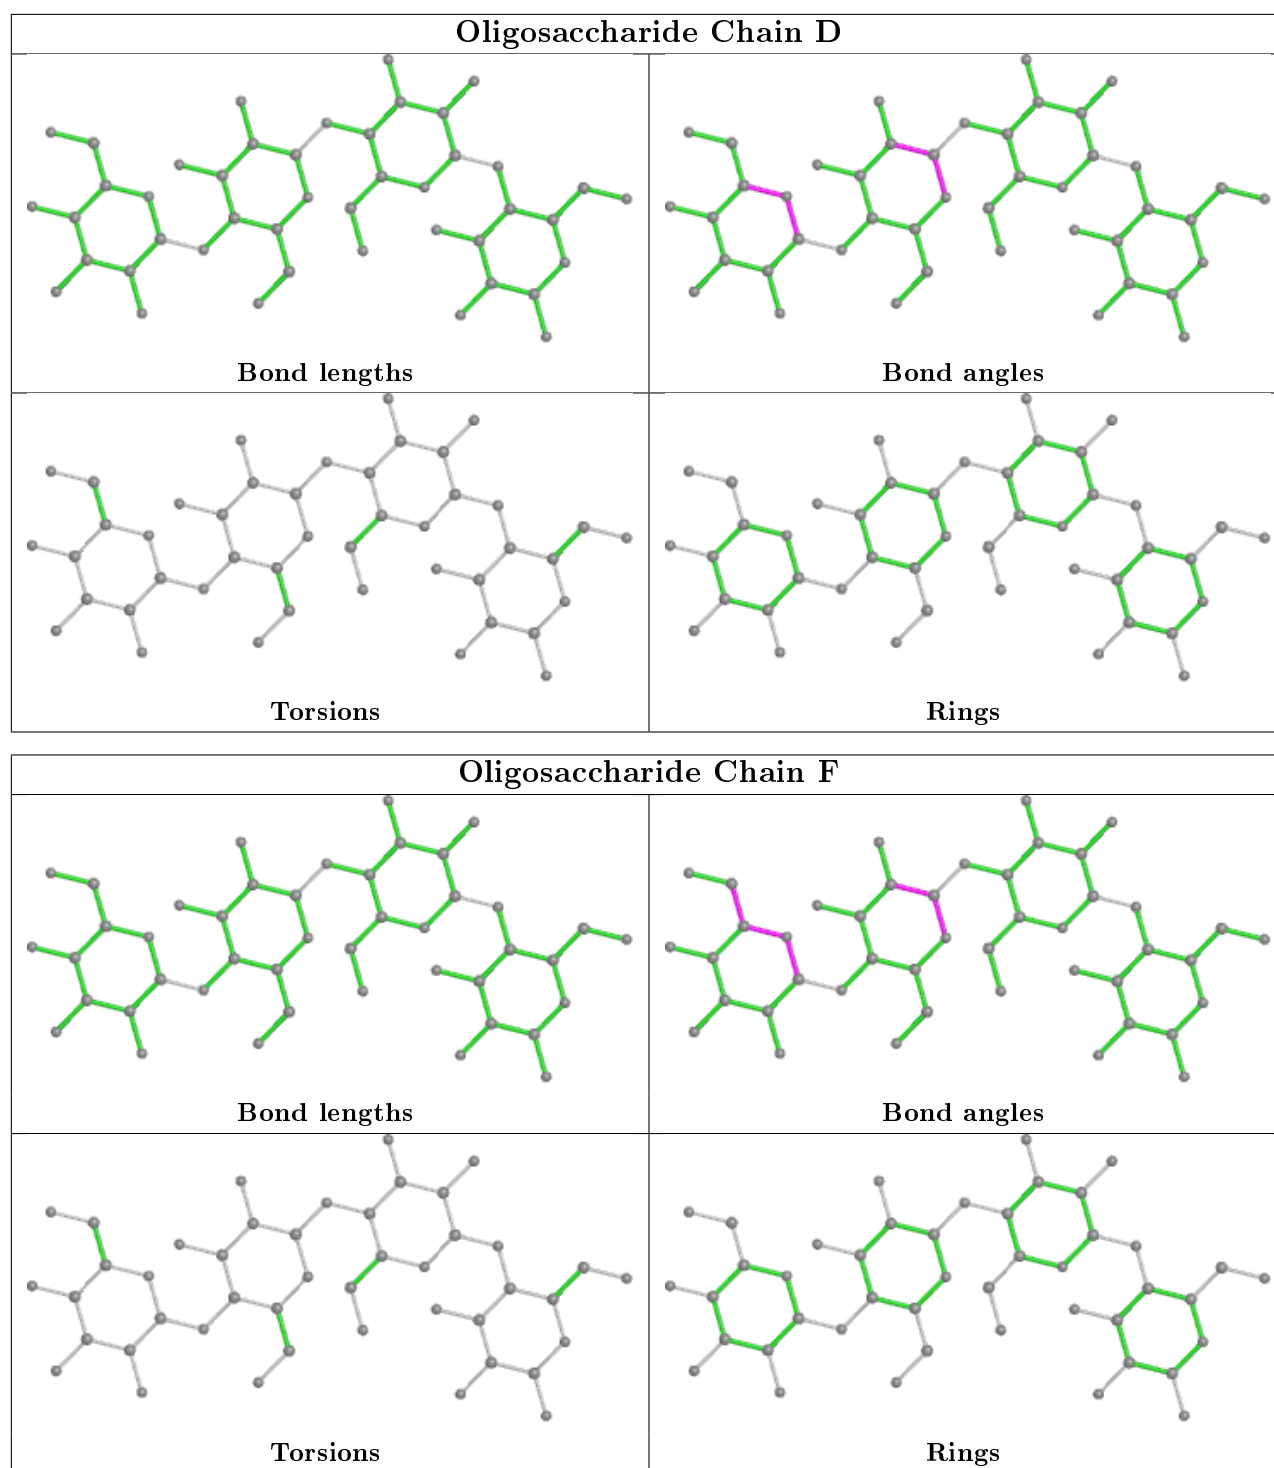 Oligosaccharide Chain D
Bond lengths
Bond angles
Torsions
Rings
Oligosaccharide Chain F
Bond lengths
Bond angles
Torsions
Rings